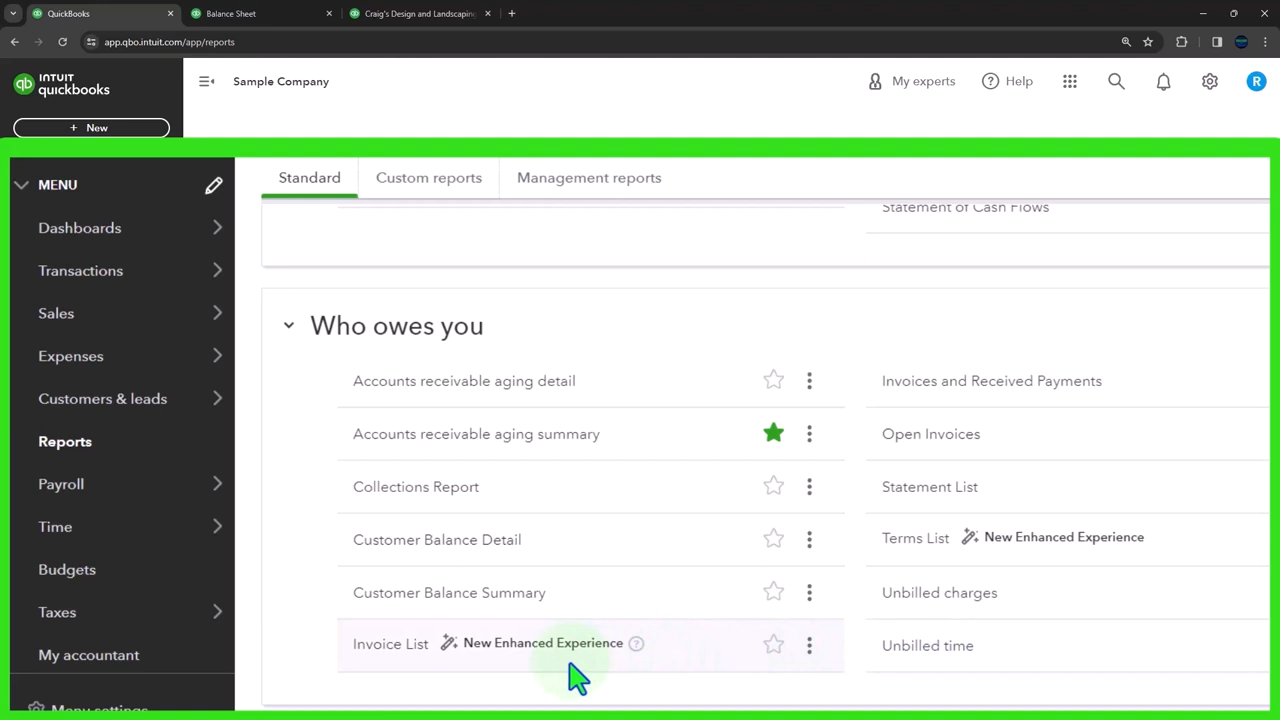 QuickBooks
Balance Sheet
Craig's Design and Landscaping
app.qbo.intuit.com/app/reports
INTUIT
quickbooks
Sample Company
My experts
Help
R
+ New
MENU
Dashboards
Transactions
Sales
Expenses
Customers & leads
Reports
Payroll
Time
Budgets
Taxes
My accountant
Menu settings
Standard
Custom reports
Management reports
Statement of Cash Flows
Who owes you
Accounts receivable aging detail
Accounts receivable aging summary
Collections Report
Customer Balance Detail
Customer Balance Summary
Invoice List New Enhanced Experience
Invoices and Received Payments
Open Invoices
Statement List
Terms List New Enhanced Experience
Unbilled charges
Unbilled time